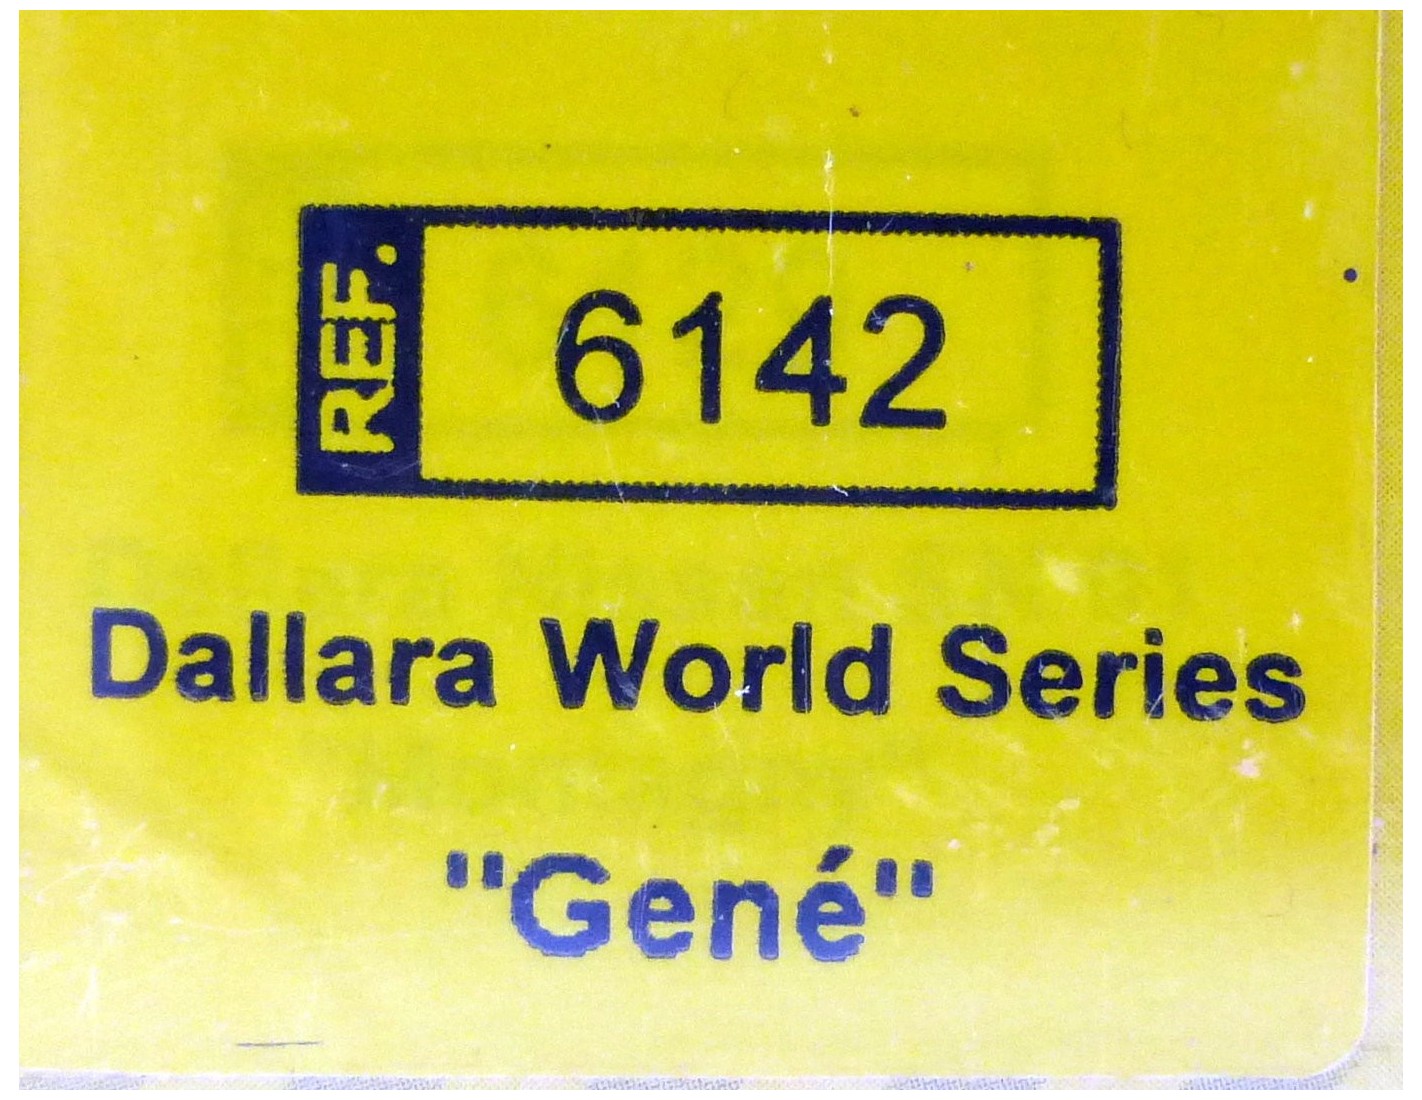 REF. 6142
Dallara World Series
"Gené"